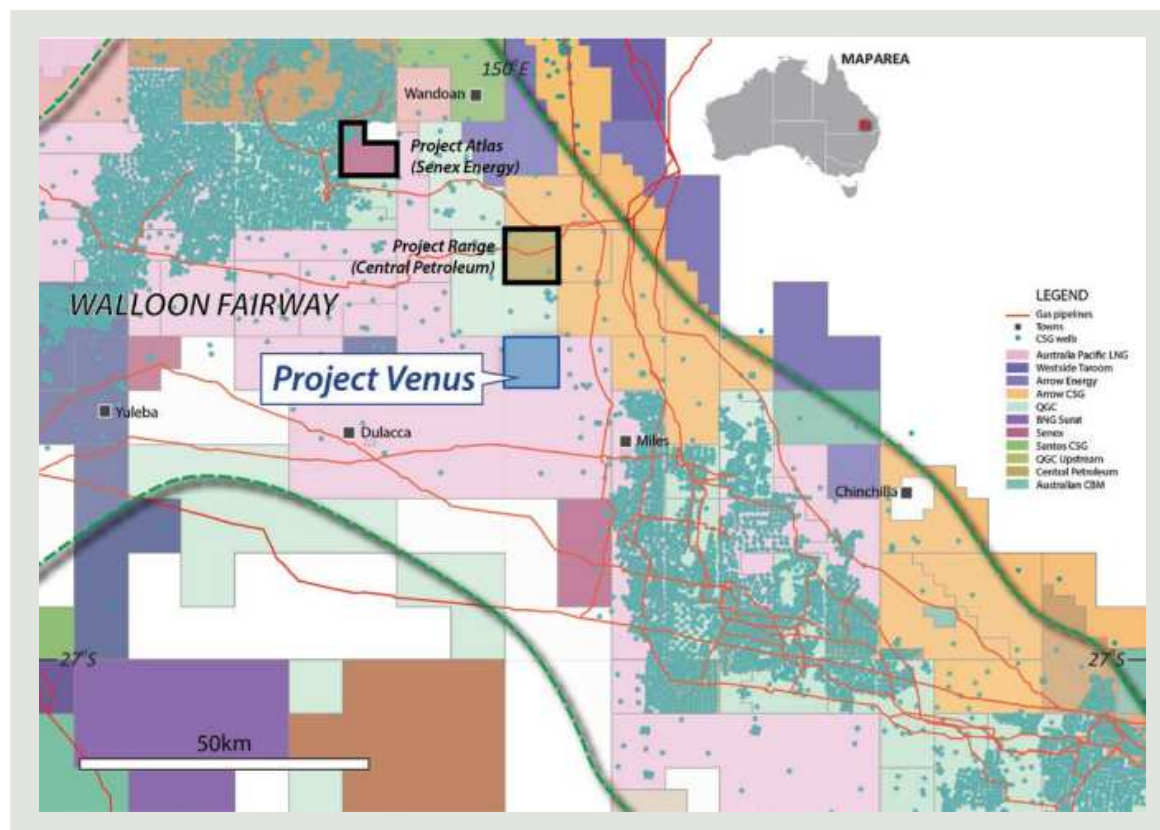 150°E
MAPAREA
Wandoan
Project Atlas
(Senex Energy)
Project Range
(Central Petroleum)
WALLOON FAIRWAY
Project Venus
Yuleba
Dulacca
Miles
Chinchilla
LEGEND
Gas pipelines
Towns
CSG wells
Australia Pacific LNG
Westside Taroom
Arrow Energy
Arrow CSG
QGC
BNG Surat
Senex
Santos CSG
QGC Upstream
Central Petroleum
Australian CBM
27°S
27°S
50km